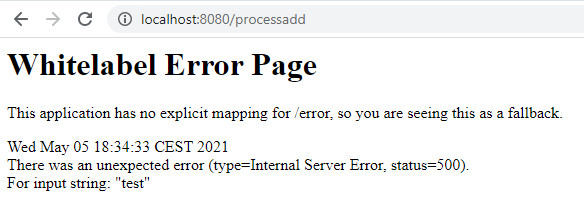 localhost:8080/processadd
Whitelabel Error Page
This application has no explicit mapping for /error, so you are seeing this as a fallback.
Wed May 05 18:34:33 CEST 2021
There was an unexpected error (type=Internal Server Error, status=500).
For input string: "test"